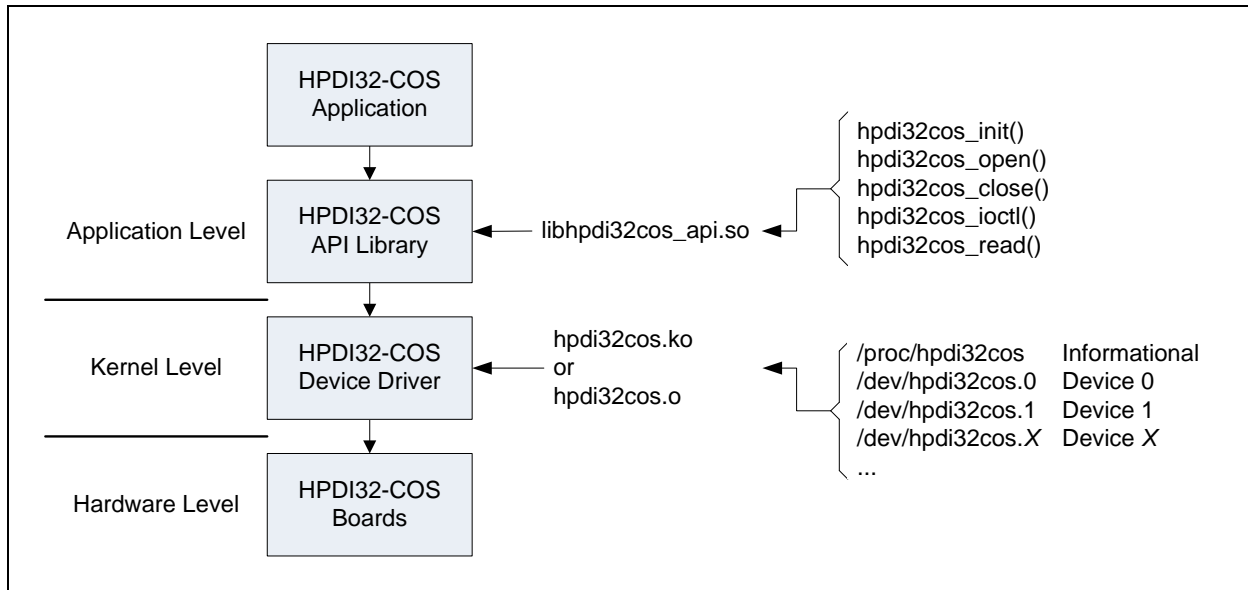 HPDI32-COS
Application
Application Level
HPDI32-COS
API Library
libhpdi32cos_api.so
hpdi32cos_init()
hpdi32cos_open()
hpdi32cos_close()
hpdi32cos_ioctl()
hpdi32cos_read()
Kernel Level
HPDI32-COS
Device Driver
hpdi32cos.ko
or
hpdi32cos.o
/proc/hpdi32cos Informational
/dev/hpdi32cos.0 Device 0
/dev/hpdi32cos.1 Device 1
/dev/hpdi32cos.X Device X
...
Hardware Level
HPDI32-COS
Boards